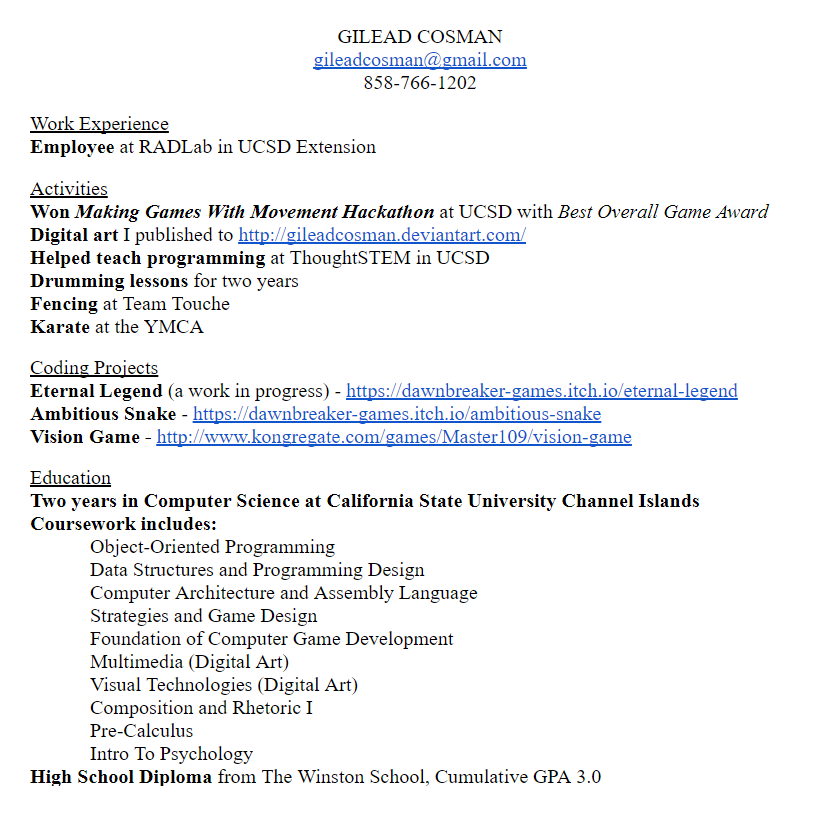 GILEAD COSMAN
gileadcosman@gmail.com
858-766-1202
Work Experience
Employee at RADLab in UCSD Extension
Activities
Won Making Games With Movement Hackathon at UCSD with Best Overall Game Award
Digital art I published to http://gileadcosman.deviantart.com/
Helped teach programming at ThoughtSTEM in UCSD
Drumming lessons for two years
Fencing at Team Touche
Karate at the YMCA
Coding Projects
Eternal Legend (a work in progress) - https://dawnbreaker-games.itch.io/eternal-legend
Ambitious Snake - https://dawnbreaker-games.itch.io/ambitious-snake
Vision Game - http://www.kongregate.com/games/Master109/vision-game
Education
Two years in Computer Science at California State University Channel Islands
Coursework includes:
Object-Oriented Programming
Data Structures and Programming Design
Computer Architecture and Assembly Language
Strategies and Game Design
Foundation of Computer Game Development
Multimedia (Digital Art)
Visual Technologies (Digital Art)
Composition and Rhetoric I
Pre-Calculus
Intro To Psychology
High School Diploma from The Winston School, Cumulative GPA 3.0